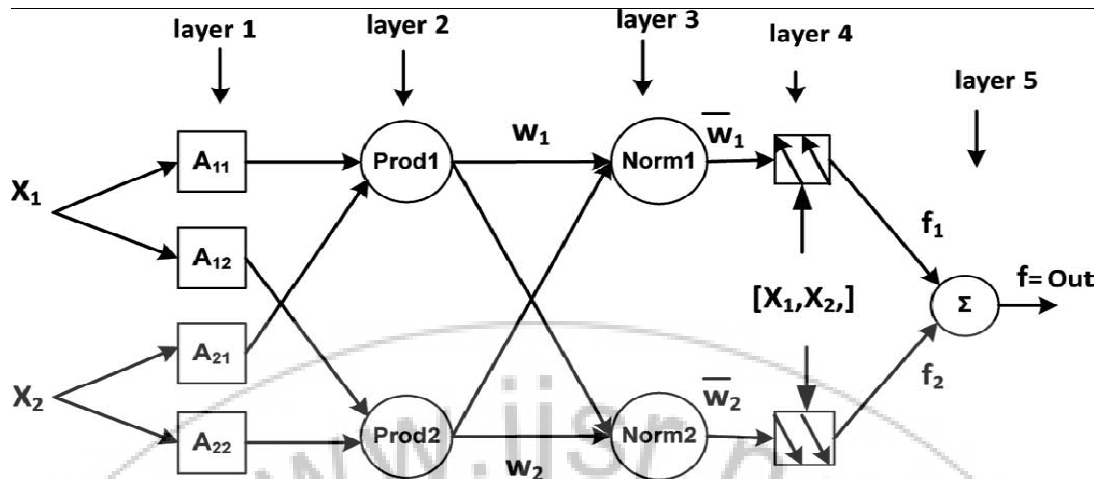 layer 1
layer 2
layer 3
layer 4
layer 5
X₁
X₂
A₁₁
A₁₂
A₂₁
A₂₂
Prod1
Prod2
w₁
w₂
Norm1
Norm2
w̅₁
w̅₂
[X₁,X₂,]
f₁
f₂
Σ
f= Out